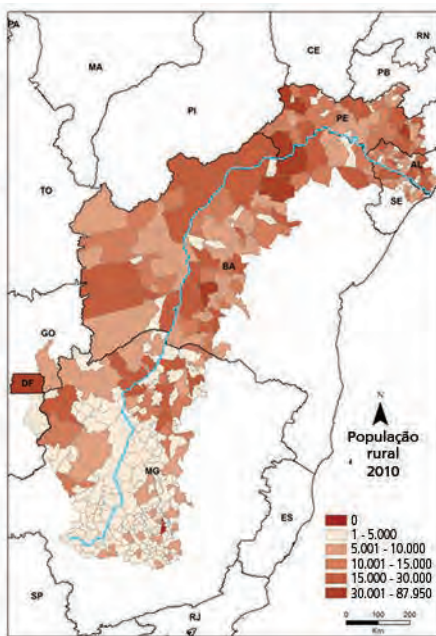 PA
MA
CE
RN
PB
PI
PE
AL
SE
TO
BA
GO
DF
MG
ES
SP
RJ
N
População
rural
2010
0
1 - 5.000
5.001 - 10.000
10.001 - 15.000
15.000 - 30.000
30.001 - 87.950
0 100 200
Km